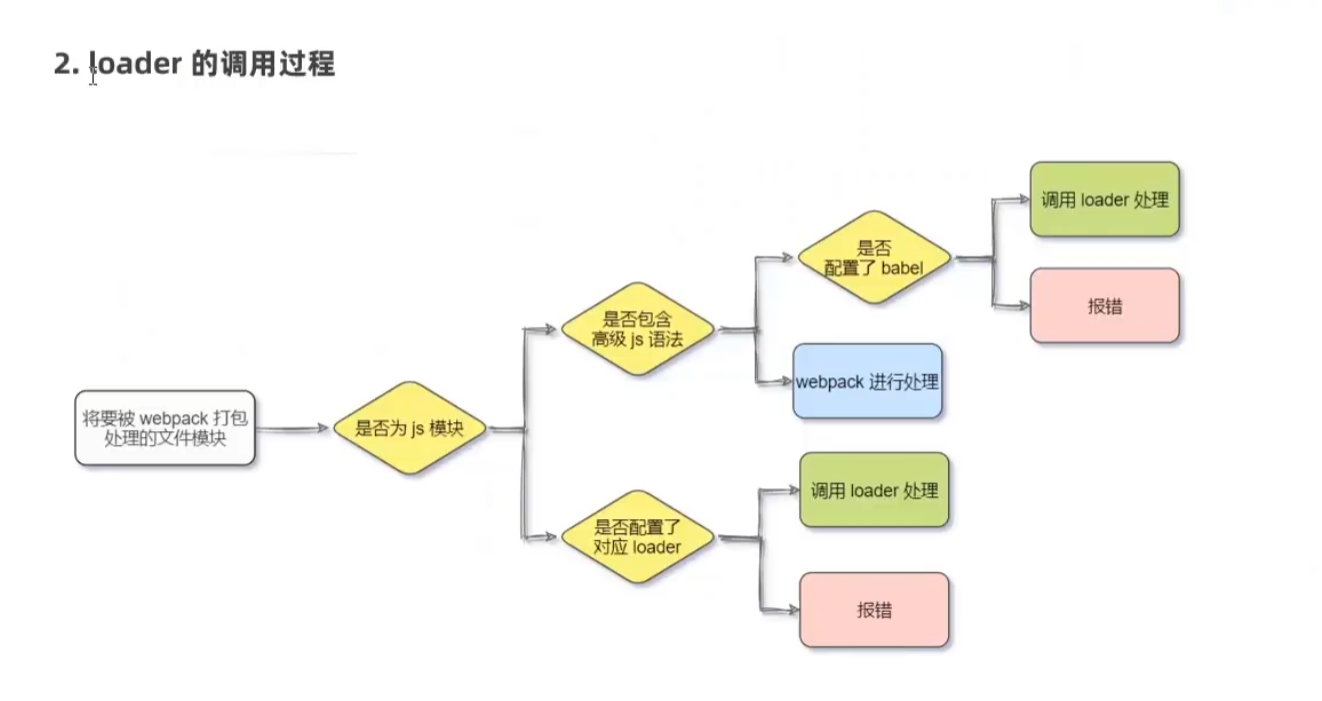 2. loader 的调用过程
将要被 webpack 打包
处理的文件模块
是否为 js 模块
是否包含
高级 js 语法
是否
配置了 babel
调用 loader 处理
报错
webpack 进行处理
是否配置了
对应 loader
调用 loader 处理
报错